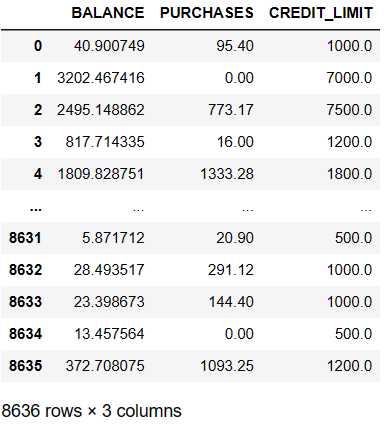 BALANCE PURCHASES CREDIT_LIMIT
0 40.900749 95.40 1000.0
1 3202.467416 0.00 7000.0
2 2495.148862 773.17 7500.0
3 817.714335 16.00 1200.0
4 1809.828751 1333.28 1800.0
... ... ... ...
8631 5.871712 20.90 500.0
8632 28.493517 291.12 1000.0
8633 23.398673 144.40 1000.0
8634 13.457564 0.00 500.0
8635 372.708075 1093.25 1200.0
8636 rows × 3 columns